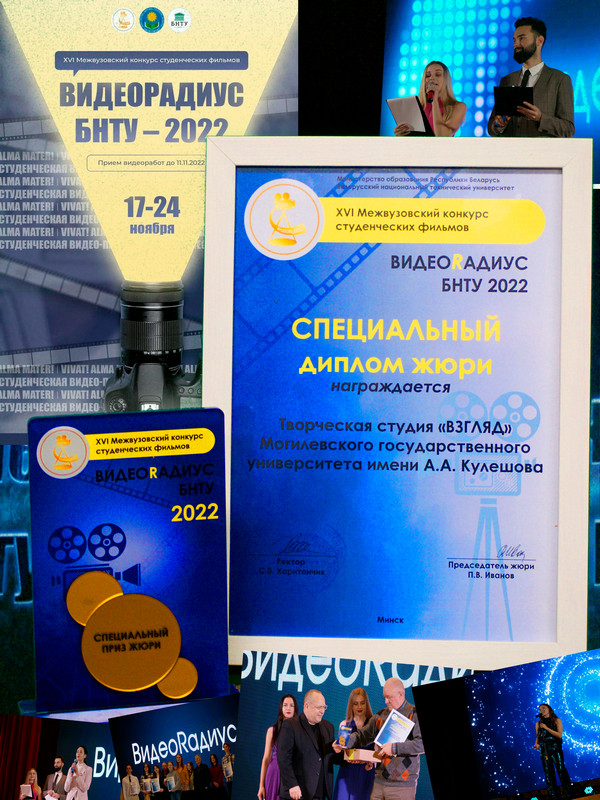 БНТУ
XVI Межвузовский конкурс студенческих фильмов
ВИДЕОРАДИУС
БНТУ – 2022
Прием видеоработ до 11.11.2022
17-24
ноября
ALMA MATER!
СТУДЕНЧЕСКАЯ ВИДЕО-
VIVAT! ALMA
Министерство образования Республики Беларусь
Белорусский национальный технический университет
XVI Межвузовский конкурс
студенческих фильмов
ВИДЕОRАДИУС
БНТУ 2022
СПЕЦИАЛЬНЫЙ
ДИПЛОМ ЖЮРИ
награждается
Творческая студия «ВЗГЛЯД»
Могилевского государственного
университета имени А.А. Кулешова
Ректор
С.В. Харитончик
Председатель жюри
П.В. Иванов
Минск
XVI Межвузовский конкурс
студенческих фильмов
ВИДЕОRАДИУС
БНТУ
2022
СПЕЦИАЛЬНЫЙ
ПРИЗ ЖЮРИ
ВидеоRадиус